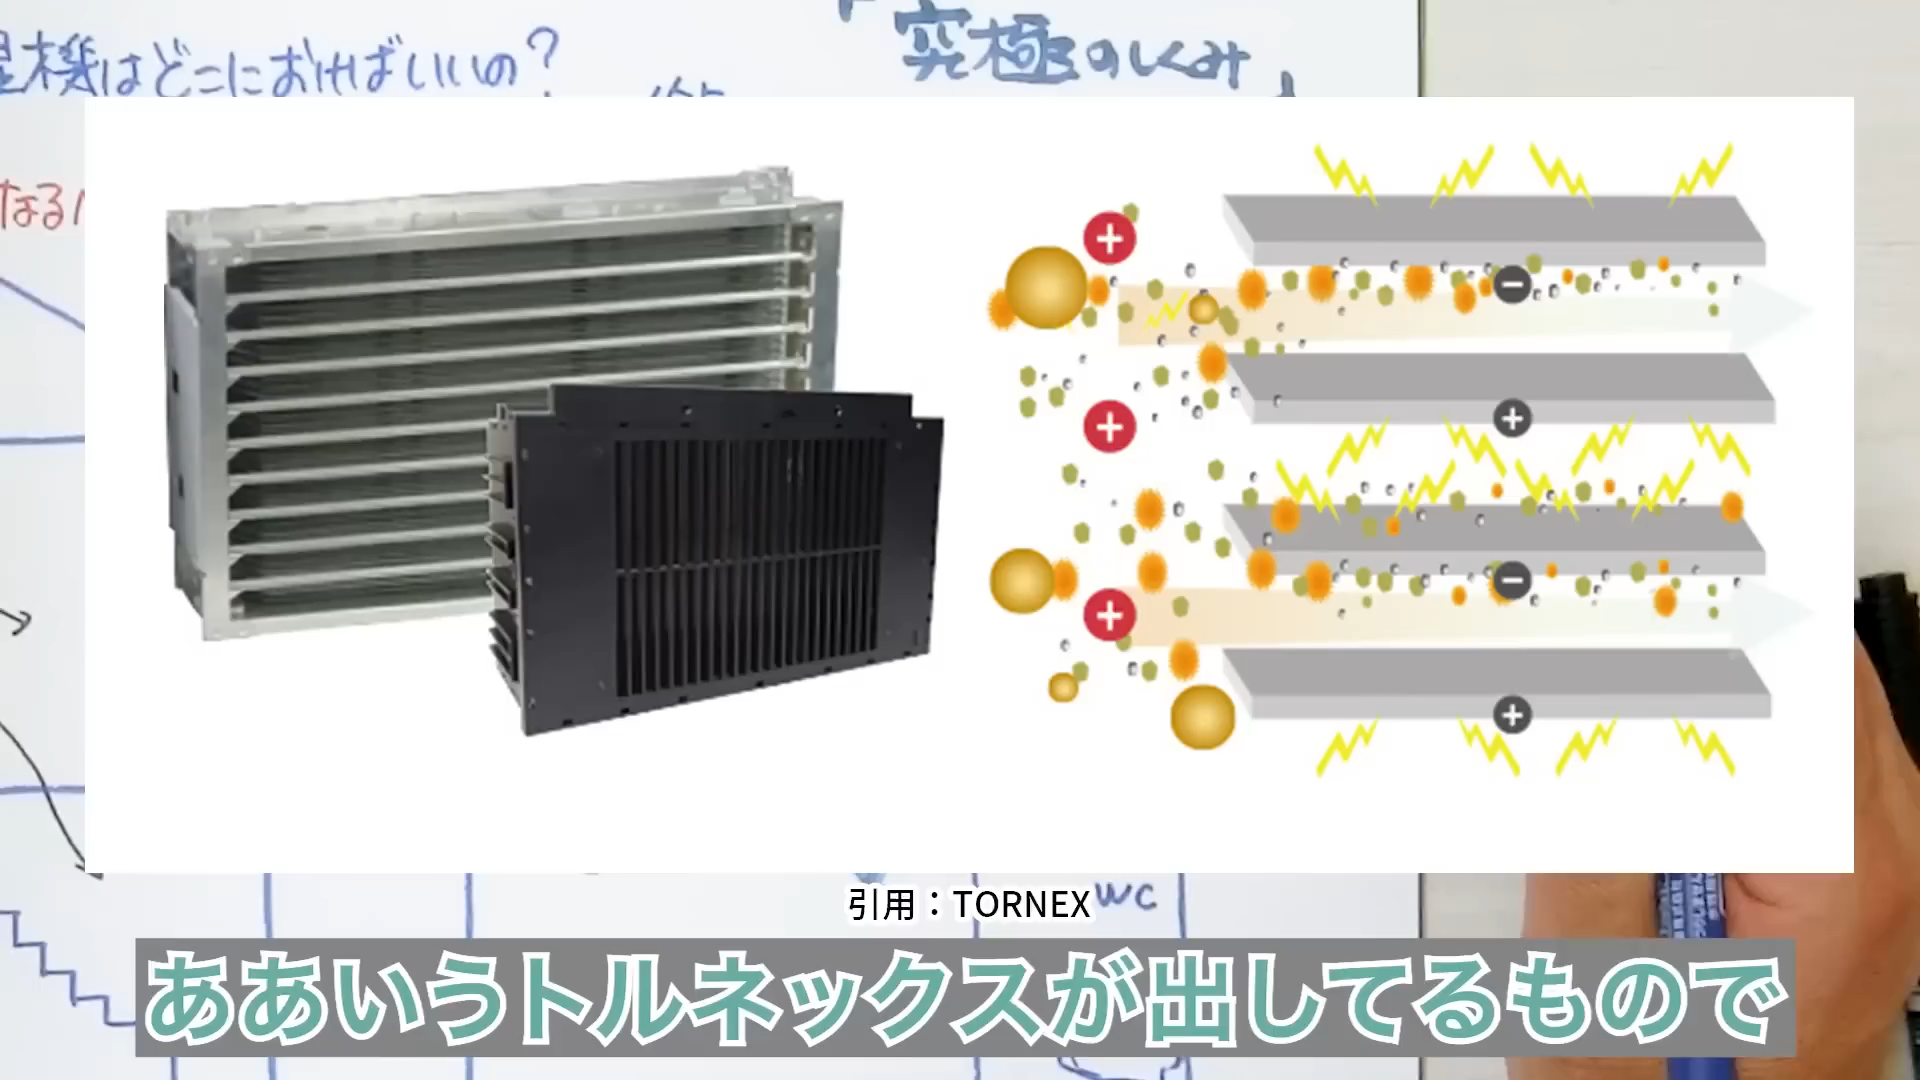 機はどこにおけばいいの?
究極のしくみ
なる
引用：TORNEX
WC
ああいうトルネックスが出してるもので